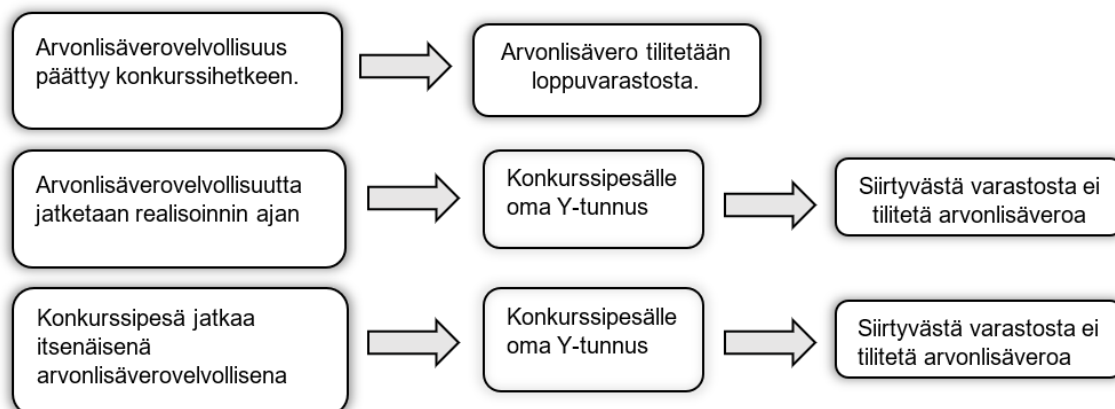 Arvonlisäverovelvollisuus
päättyy konkurssihetkeen.
Arvonlisävero tilitetään
loppuvarastosta.
Arvonlisäverovelvollisuutta
jatketaan realisoinnin ajan
Konkurssipesälle
oma Y-tunnus
Siirtyvästä varastosta ei
tilitetä arvonlisäveroa
Konkurssipesä jatkaa
itsenäisenä
arvonlisäverovelvollisena
Konkurssipesälle
oma Y-tunnus
Siirtyvästä varastosta ei
tilitetä arvonlisäveroa